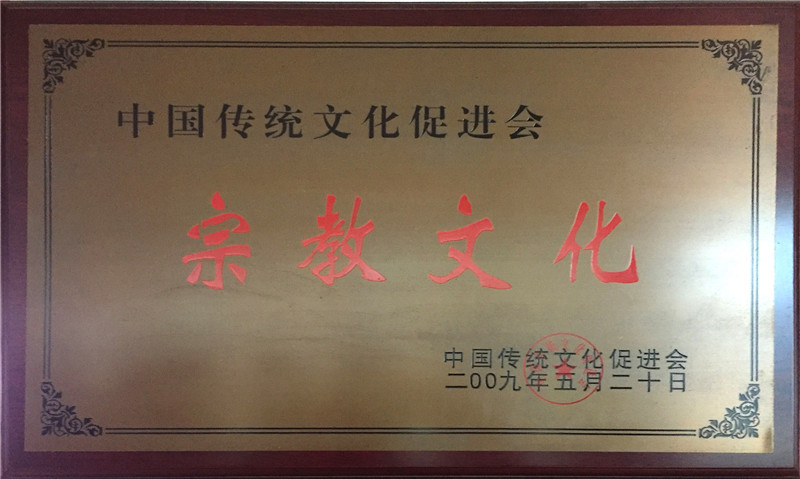 中国传统文化促进会
宗教文化
中国传统文化促进会
二00九年五月二十日